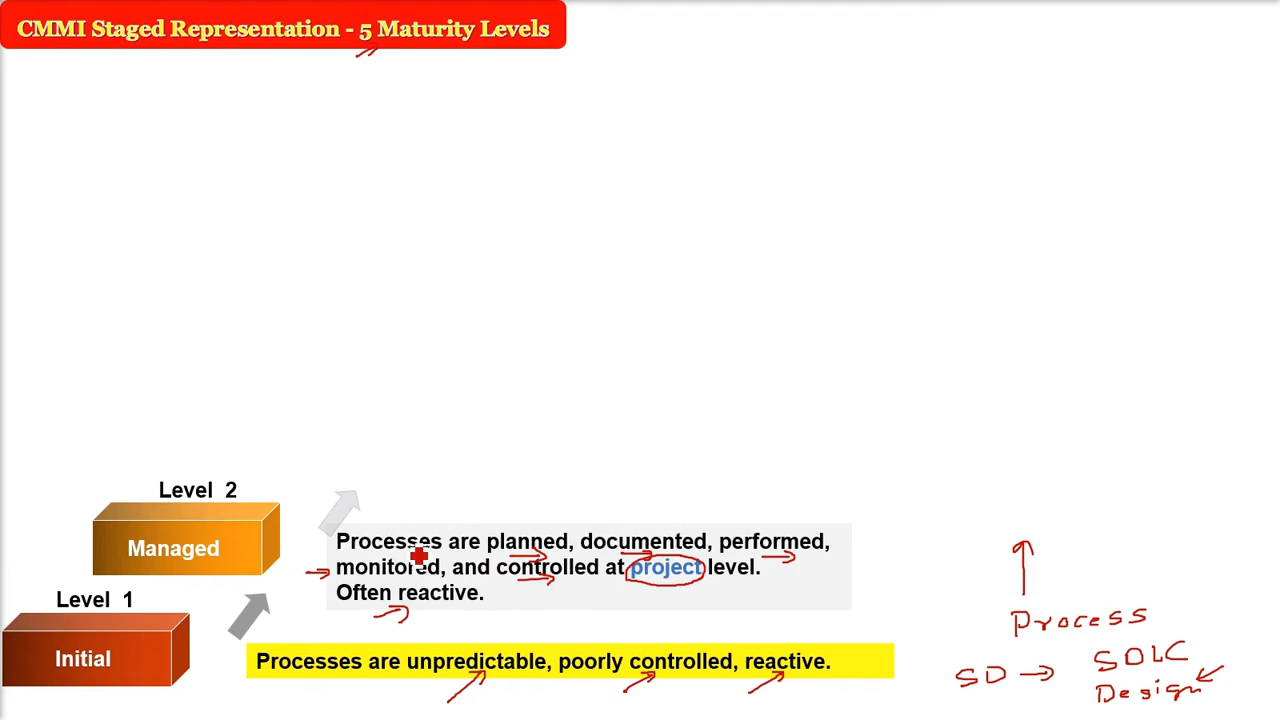 CMMI Staged Representation - 5 Maturity Levels
Level 2
Managed
Processes are planned, documented, performed,
monitored, and controlled at project level.
Often reactive.
Level 1
Initial
Processes are unpredictable, poorly controlled, reactive.
Process
SD → SDLC
Design